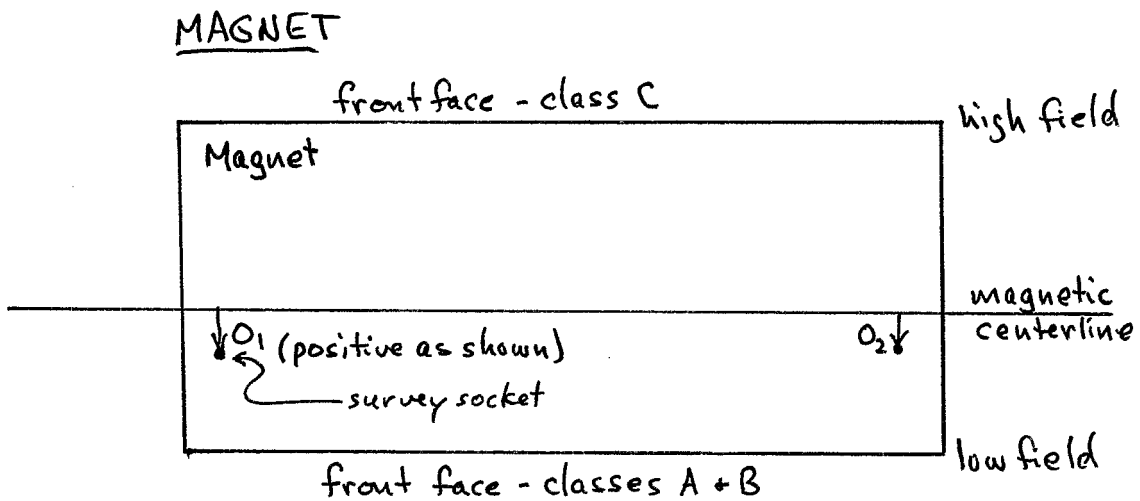 MAGNET
front face - class C
high field
Magnet
magnetic
centerline
O1 (positive as shown)
O2
survey socket
low field
front face - classes A + B